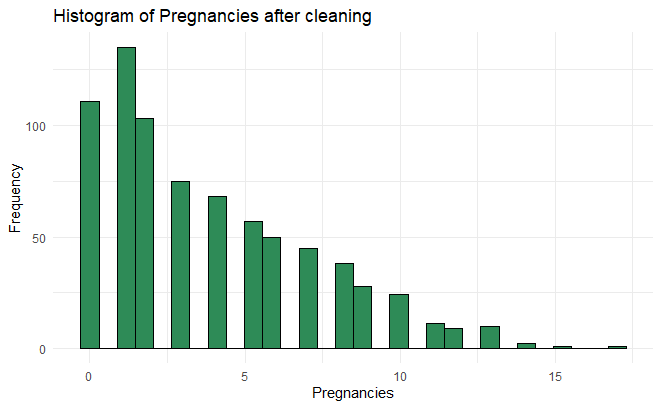 Histogram of Pregnancies after cleaning
100
50
0
Frequency
0 5 10 15
Pregnancies